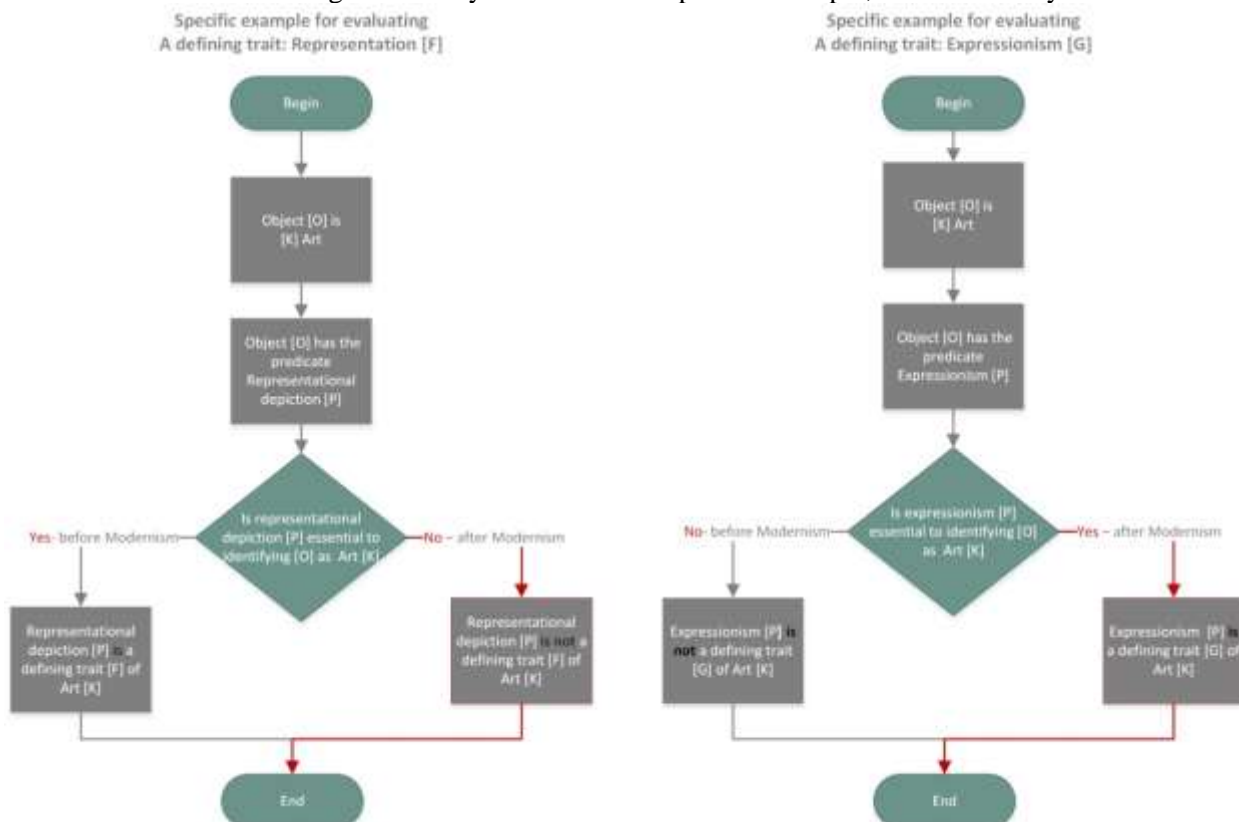 Specific example for evaluating
A defining trait: Representation [F]
Begin
Object [O] is
[K] Art
Object [O] has the
predicate
Representational
depiction [P]
Is representational
depiction [P] essential to
identifying [O] as Art [K]
Yes- before Modernism
No – after Modernism
Representational
depiction [P] is a
defining trait [F] of
Art [K]
Representational
depiction [P] is not a
defining trait [F] of
Art [K]
End
Specific example for evaluating
A defining trait: Expressionism [G]
Begin
Object [O] is
[K] Art
Object [O] has the
predicate
Expressionism [P]
Is expressionism [P]
essential to identifying [O]
as Art [K]
No- before Modernism
Yes – after Modernism
Expressionism [P] is
not a defining trait
[G] of Art [K]
Expressionism [P] is
a defining trait [G] of
Art [K]
End